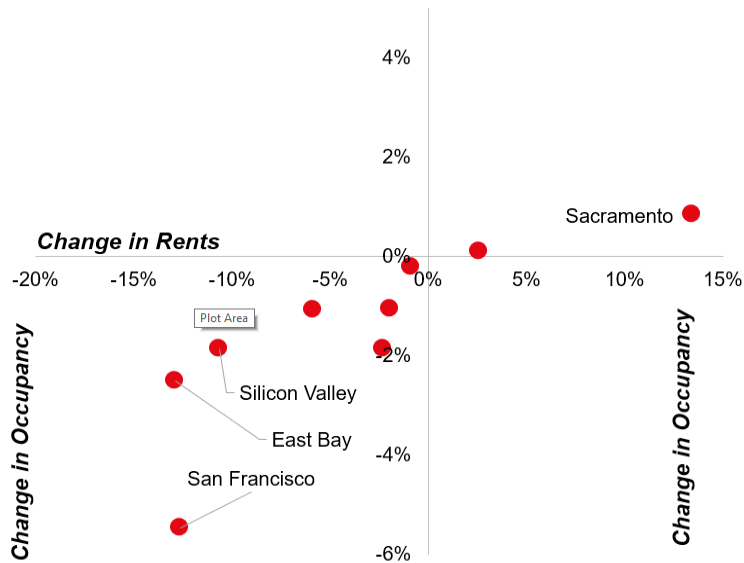 4%
2%
Sacramento
Change in Rents
0%
-20%
-15%
-10%
-5%
0%
5%
10%
15%
Plot Area
-2%
Silicon Valley
East Bay
-4%
San Francisco
-6%
Change in Occupancy
Change in Occupancy